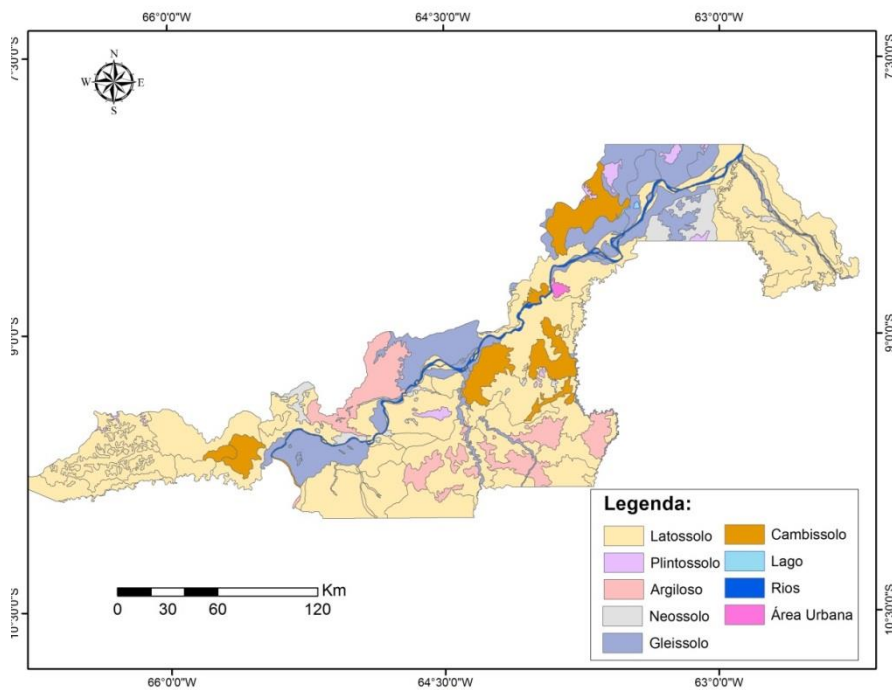 66°0'0"W 64°30'0"W 63°0'0"W
7°30'0"S 7°30'0"S
N
W E
S
9°0'0"S 9°0'0"S
Legenda:
Latossolo
Plintossolo
Argiloso
Neossolo
Gleissolo
Cambissolo
Lago
Rios
Área Urbana
Km
0 30 60 120
10°30'0"S 10°30'0"S
66°0'0"W 64°30'0"W 63°0'0"W